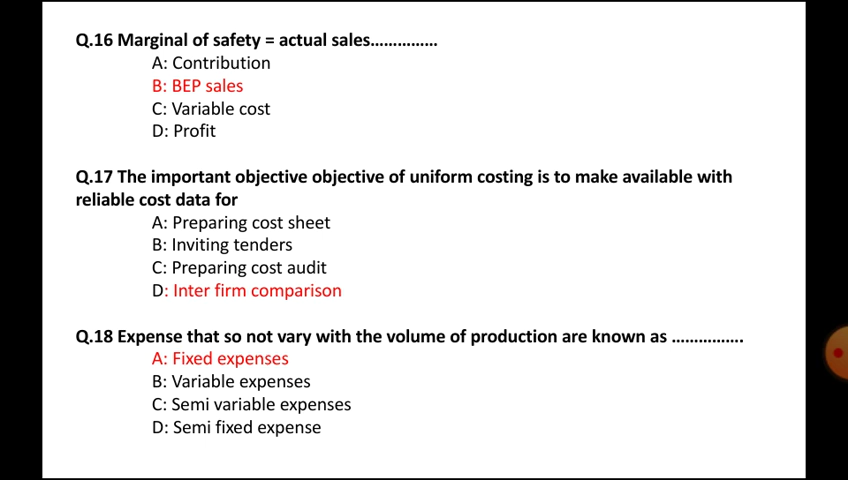 Q.16 Marginal of safety = actual sales...............
A: Contribution
B: BEP sales
C: Variable cost
D: Profit
Q.17 The important objective objective of uniform costing is to make available with
reliable cost data for
A: Preparing cost sheet
B: Inviting tenders
C: Preparing cost audit
D: Inter firm comparison
Q.18 Expense that so not vary with the volume of production are known as ................
A: Fixed expenses
B: Variable expenses
C: Semi variable expenses
D: Semi fixed expense